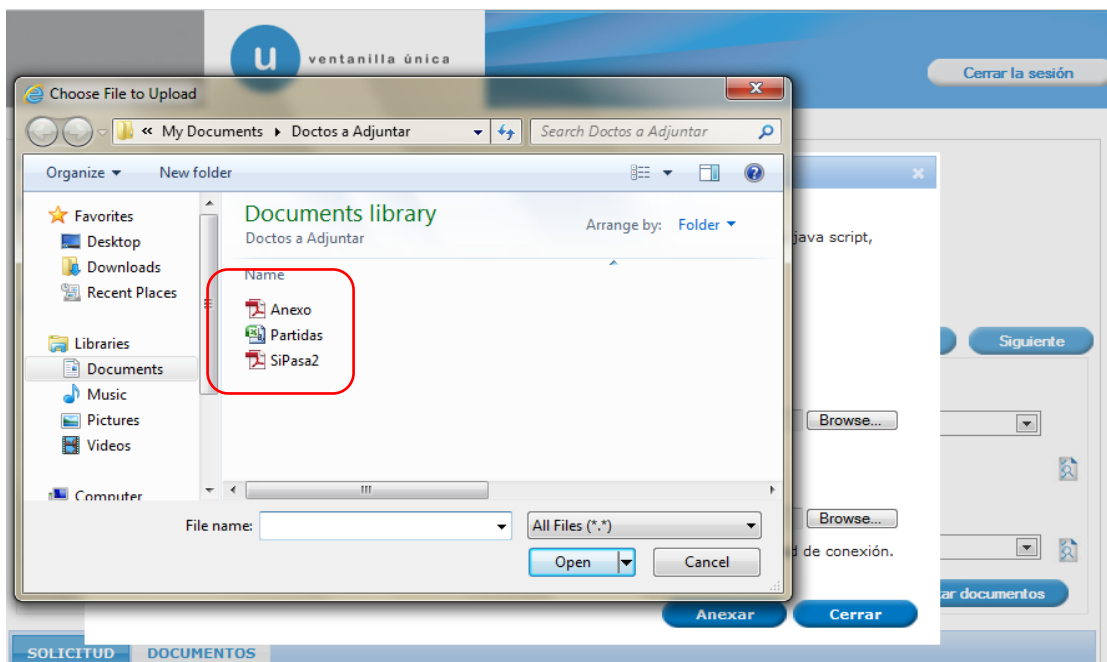 u ventanilla única
Cerrar la sesión
Choose File to Upload
x
« My Documents Doctos a Adjuntar
Search Doctos a Adjuntar
Organize
New folder
Favorites
Desktop
Downloads
Recent Places
Libraries
Documents
Music
Pictures
Videos
Computer
Documents library
Doctos a Adjuntar
Arrange by: Folder
Name
Anexo
Partidas
SiPasa2
File name:
All Files (*.*)
Open
Cancel
java script,
Siguiente
Browse...
Browse...
d de conexión.
ar documentos
Anexar
Cerrar
SOLICITUD
DOCUMENTOS